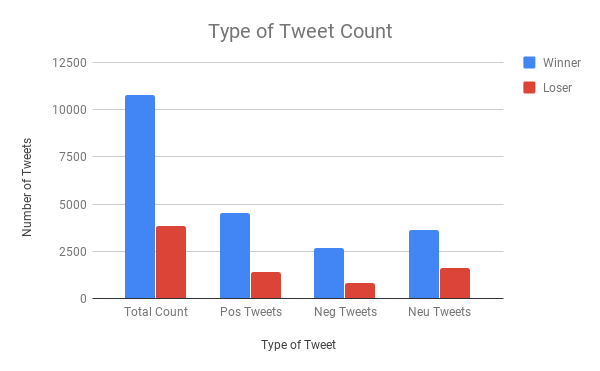 Type of Tweet Count
Winner
Loser
Number of Tweets
12500
10000
7500
5000
2500
0
Total Count
Pos Tweets
Neg Tweets
Neu Tweets
Type of Tweet